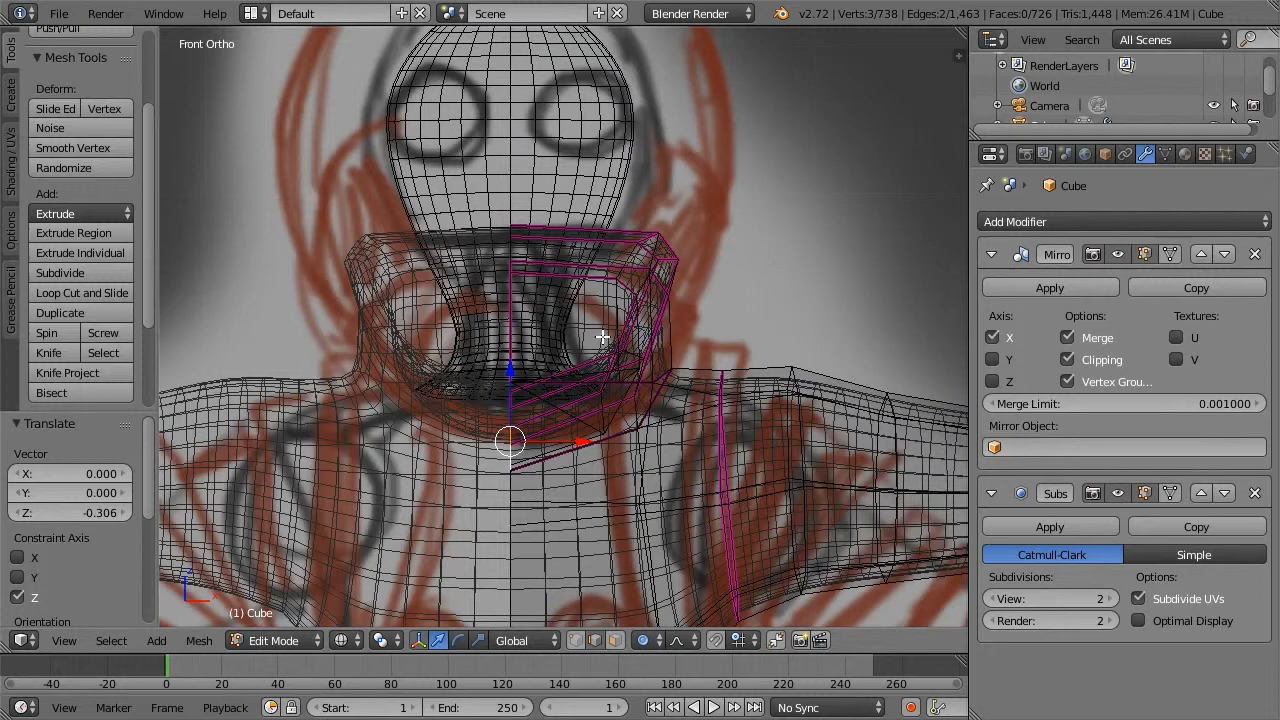 File Render Window Help Default Scene Blender Render v2.72 | Verts:3/738 | Edges:2/1,463 | Faces:0/726 | Tris:1,448 | Mem:26.41M | Cube
Push/Pull
Mesh Tools
Deform:
Slide Ed Vertex
Noise
Smooth Vertex
Randomize
Add:
Extrude
Extrude Region
Extrude Individual
Subdivide
Loop Cut and Slide
Duplicate
Spin Screw
Knife Select
Knife Project
Bisect
Translate
Vector
X: 0.000
Y: 0.000
Z: -0.306
Constraint Axis
X
Y
Z
Orientation
Tools
Create
Shading / UVs
Options
Grease Pencil
Front Ortho
(1) Cube
View Select Add Mesh Edit Mode Global
-40 -20 0 20 40 60 80 100 120 140 160 180 200 220 240 260
View Marker Frame Playback Start: 1 End: 250 1 No Sync
View Search All Scenes
RenderLayers
World
Camera
Cube
Add Modifier
Mirro
Apply Copy
Axis: Options: Textures:
X Merge U
Y Clipping V
Z Vertex Grou...
Merge Limit: 0.001000
Mirror Object:
Subs
Apply Copy
Catmull-Clark Simple
Subdivisions: Options:
View: 2 Subdivide UVs
Render: 2 Optimal Display